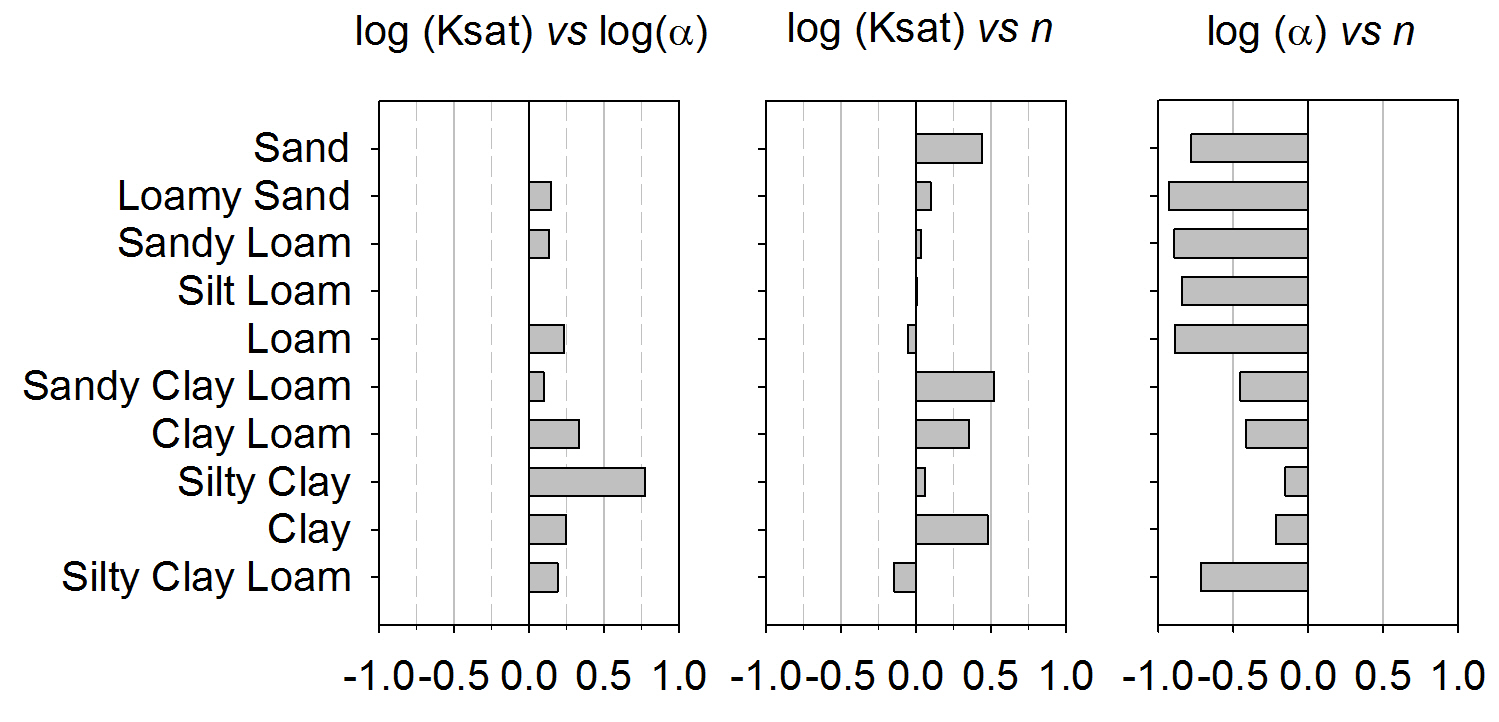 log (Ksat) vs log(α)
log (Ksat) vs n
log (α) vs n
Sand
Loamy Sand
Sandy Loam
Silt Loam
Loam
Sandy Clay Loam
Clay Loam
Silty Clay
Clay
Silty Clay Loam
-1.0 -0.5 0.0 0.5 1.0
-1.0 -0.5 0.0 0.5 1.0
-1.0 -0.5 0.0 0.5 1.0